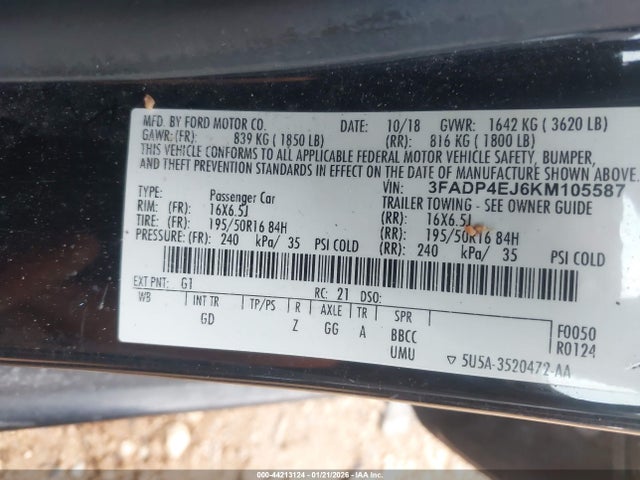 MFD. BY FORD MOTOR CO. DATE: 10/18 GVWR: 1642 KG ( 3620 LB)
GAWR: (FR): 839 KG ( 1850 LB) (RR): 816 KG ( 1800 LB)
THIS VEHICLE CONFORMS TO ALL APPLICABLE FEDERAL MOTOR VEHICLE SAFETY, BUMPER,
AND THEFT PREVENTION STANDARDS IN EFFECT ON THE DATE OF MANUFACTURE SHOWN ABOVE.
VIN: 3FADP4EJ6KM105587
TYPE: Passenger Car TRAILER TOWING - SEE OWNER GUIDE
RIM: (FR): 16X6.5J (RR): 16X6.5J
TIRE: (FR): 195/50R16 84H (RR): 195/50R16 84H
PRESSURE: (FR): 240 kPa/ 35 PSI COLD (RR): 240 kPa/ 35 PSI COLD
EXT PNT: G1 RC: 21 DSO:
WB INT TR TP/PS R AXLE TR SPR
GD Z GG A BBCC F0050
UMU R0124
5U5A-3520472-AA
000-44213124 - 01/21/2026 - © IAA Inc.